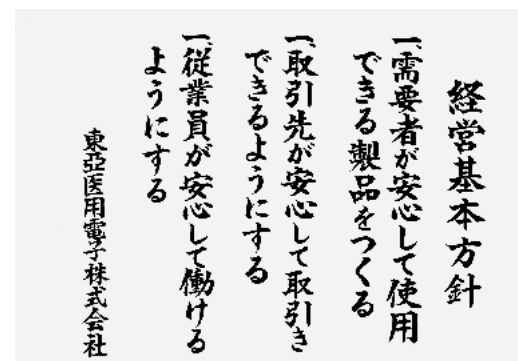 経営基本方針
一、需要者が安心して使用
できる製品をつくる
一、取引先が安心して取引き
できるようにする
一、従業員が安心して働ける
ようにする
東亞医用電子株式会社